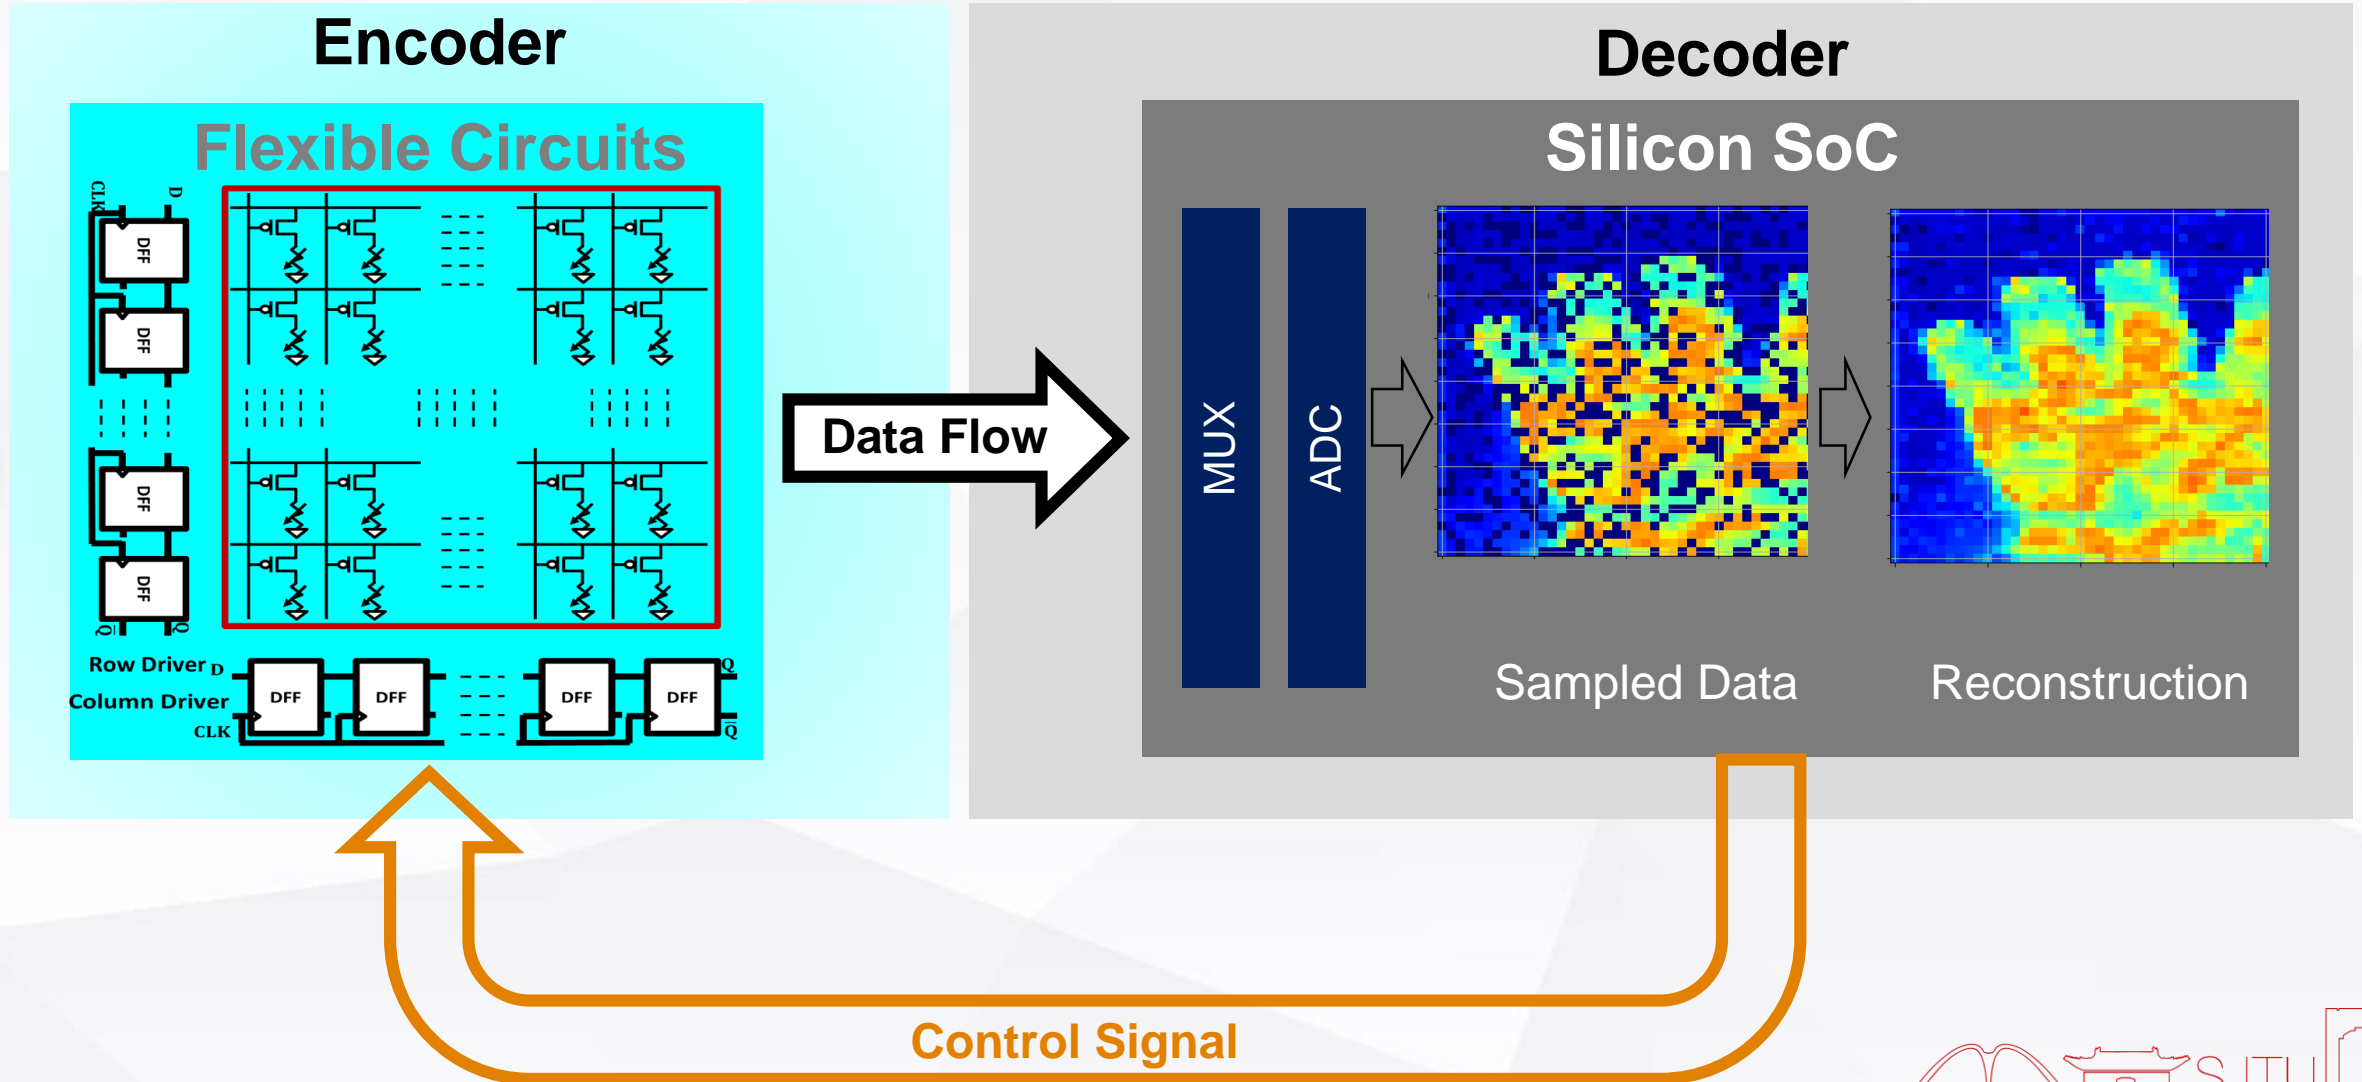 Encoder
Flexible Circuits
CLK
D
DFF
DFF
DFF
DFF
Q̅
Q
Row Driver
D
Column Driver
CLK
DFF
DFF
DFF
DFF
Q
Q̅
Data Flow
Decoder
Silicon SoC
MUX
ADC
Sampled Data
Reconstruction
Control Signal
SJTU